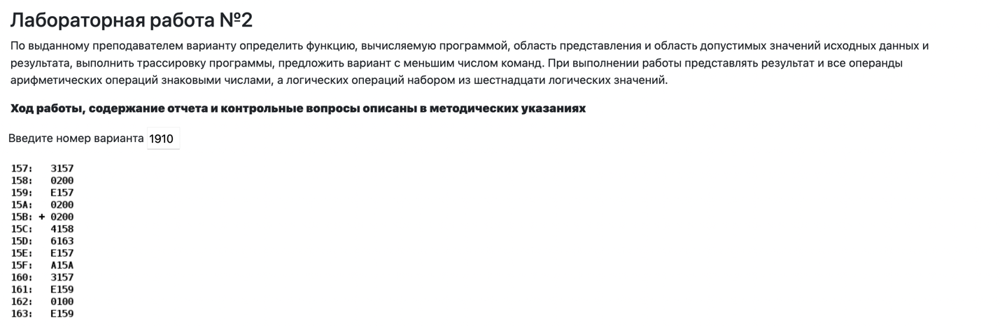 Лабораторная работа №2
По выданному преподавателем варианту определить функцию, вычисляемую программой, область представления и область допустимых значений исходных данных и
результата, выполнить трассировку программы, предложить вариант с меньшим числом команд. При выполнении работы представлять результат и все операнды
арифметических операций знаковыми числами, а логических операций набором из шестнадцати логических значений.
Ход работы, содержание отчета и контрольные вопросы описаны в методических указаниях
Введите номер варианта 1910
157: 3157
158: 0200
159: E157
15A: 0200
15B: + 0200
15C: 4158
15D: 6163
15E: E157
15F: A15A
160: 3157
161: E159
162: 0100
163: E159